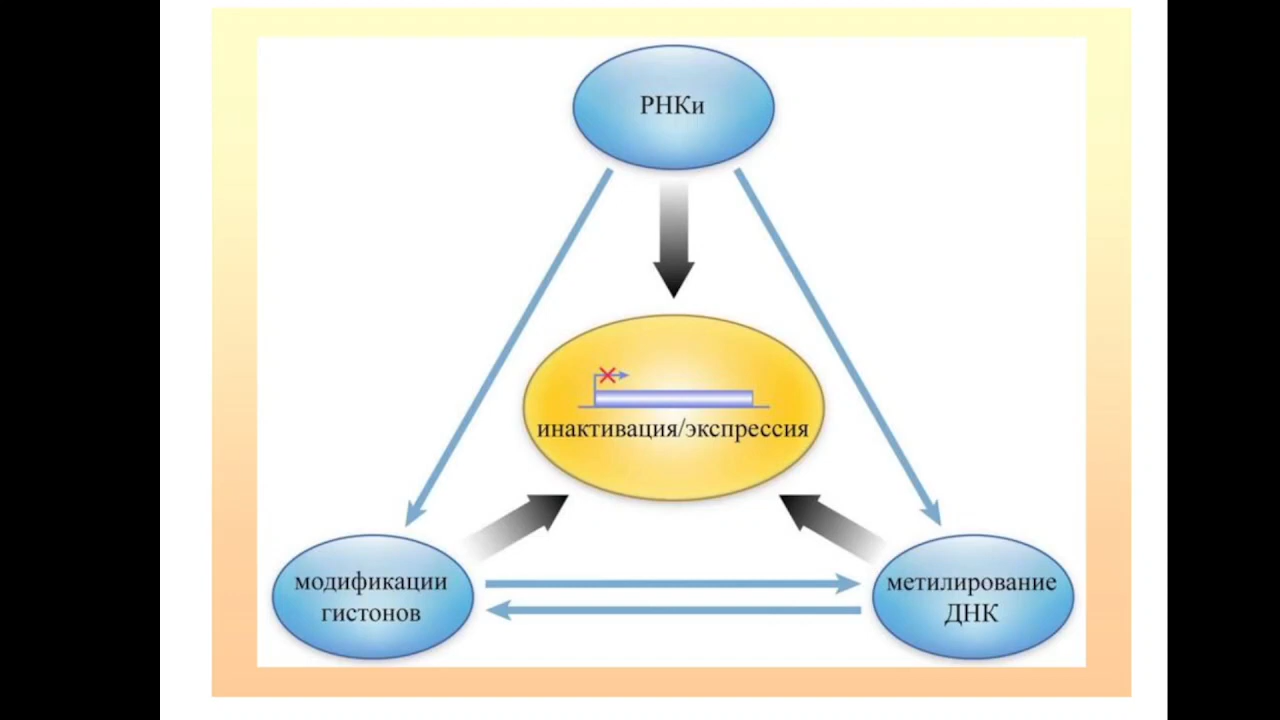 РНКи
инактивация/экспрессия
модификации
гистонов
метилирование
ДНК